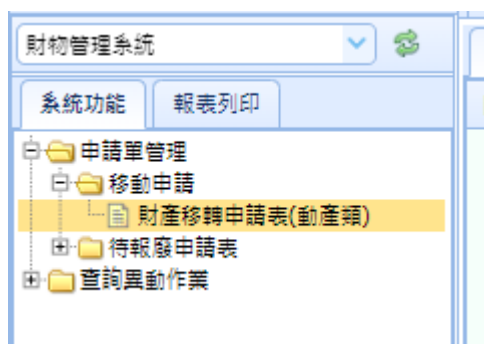 財物管理系統
系統功能 報表列印
申請單管理
移動申請
財產移轉申請表(動產類)
待報廢申請表
查詢異動作業